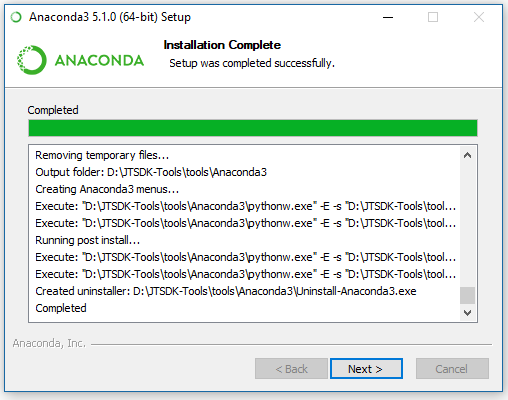 Anaconda3 5.1.0 (64-bit) Setup
ANACONDA
Installation Complete
Setup was completed successfully.
Completed
Removing temporary files...
Output folder: D:\JTSDK-Tools\tools\Anaconda3
Creating Anaconda3 menus...
Execute: "D:\JTSDK-Tools\tools\Anaconda3\pythonw.exe" -E -s "D:\JTSDK-Tools\tool...
Execute: "D:\JTSDK-Tools\tools\Anaconda3\pythonw.exe" -E -s "D:\JTSDK-Tools\tool...
Running post install...
Execute: "D:\JTSDK-Tools\tools\Anaconda3\pythonw.exe" -E -s "D:\JTSDK-Tools\tool...
Execute: "D:\JTSDK-Tools\tools\Anaconda3\pythonw.exe" -E -s "D:\JTSDK-Tools\tool...
Created uninstaller: D:\JTSDK-Tools\tools\Anaconda3\Uninstall-Anaconda3.exe
Completed
Anaconda, Inc.
< Back
Next >
Cancel